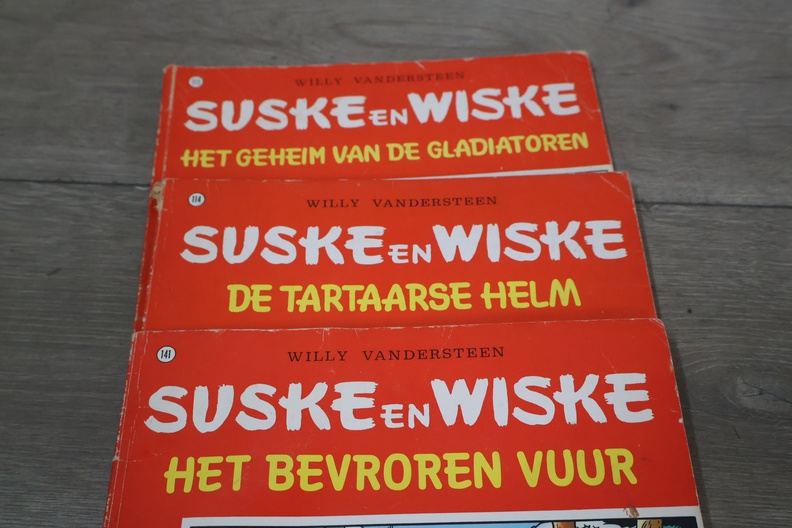 WILLY VANDERSTEEN
SUSKE EN WISKE
HET GEHEIM VAN DE GLADIATOREN
114
WILLY VANDERSTEEN
SUSKE EN WISKE
DE TARTAARSE HELM
141
WILLY VANDERSTEEN
SUSKE EN WISKE
HET BEVROREN VUUR